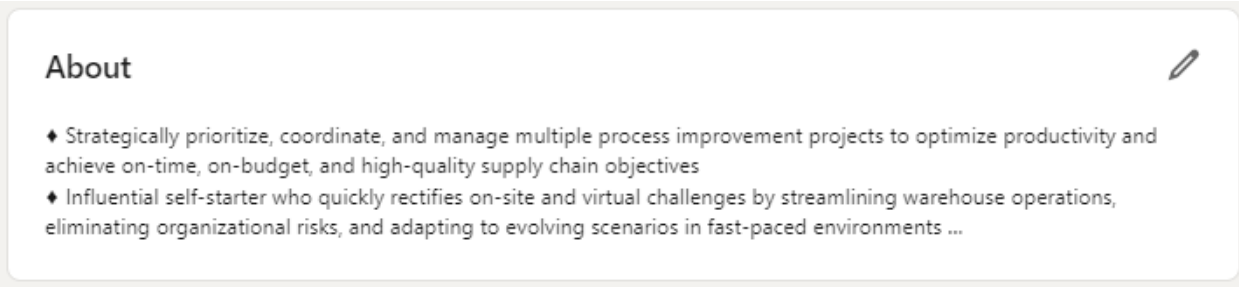 About
♦ Strategically prioritize, coordinate, and manage multiple process improvement projects to optimize productivity and
achieve on-time, on-budget, and high-quality supply chain objectives
♦ Influential self-starter who quickly rectifies on-site and virtual challenges by streamlining warehouse operations,
eliminating organizational risks, and adapting to evolving scenarios in fast-paced environments ...